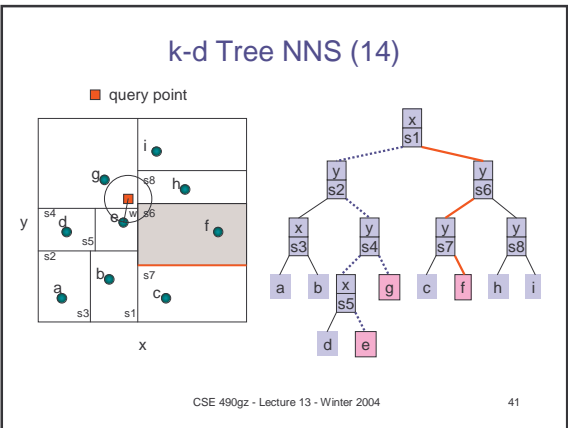 k-d Tree NNS (14)
query point
i
g
s8
h
e
w
s6
s4
d
f
s5
y
s2
s7
b
a
c
s3
s1
x
x
s1
y
s2
y
s6
x
s3
y
s4
y
s7
y
s8
a
b
x
s5
g
c
f
h
i
d
e
CSE 490gz - Lecture 13 - Winter 2004
41